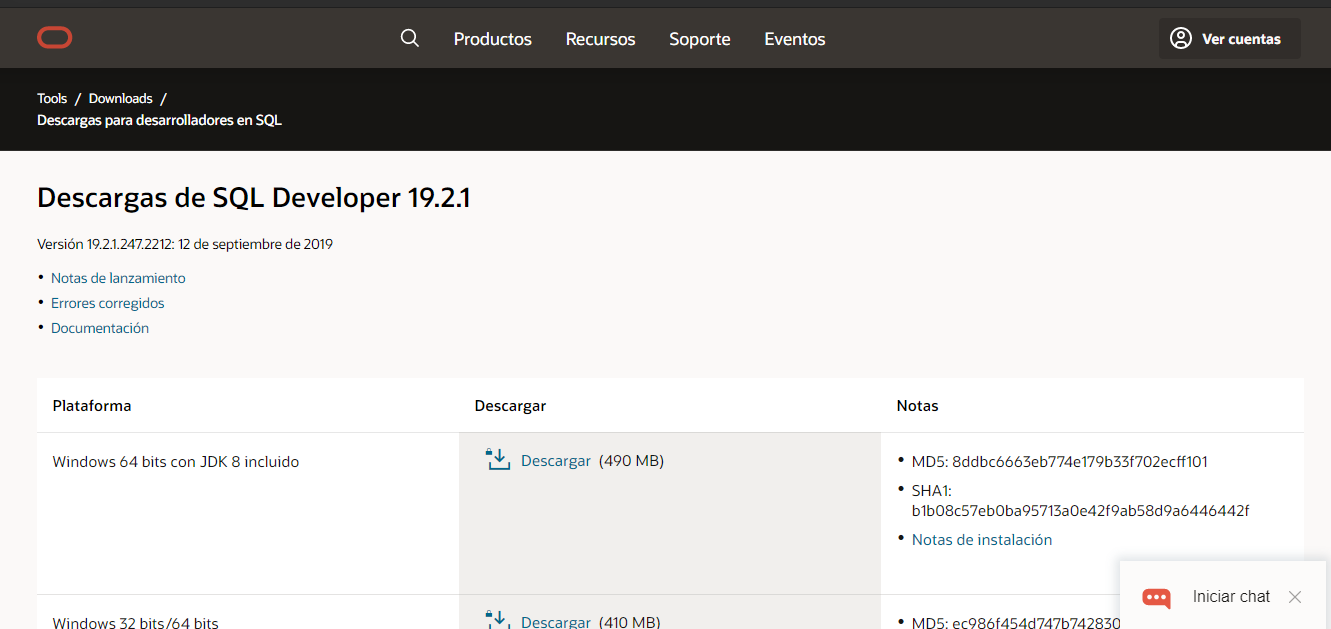 Productos Recursos Soporte Eventos Ver cuentas
Tools / Downloads /
Descargas para desarrolladores en SQL
Descargas de SQL Developer 19.2.1
Versión 19.2.1.247.2212: 12 de septiembre de 2019
• Notas de lanzamiento
• Errores corregidos
• Documentación
Plataforma Descargar Notas
Windows 64 bits con JDK 8 incluido Descargar (490 MB) • MD5: 8ddbc6663eb774e179b33f702ecff101
• SHA1:
b1b08c57eb0ba95713a0e42f9ab58d9a6446442f
• Notas de instalación
Iniciar chat
Windows 32 bits/64 bits Descargar (410 MB) • MD5: ec986f454d747b742830